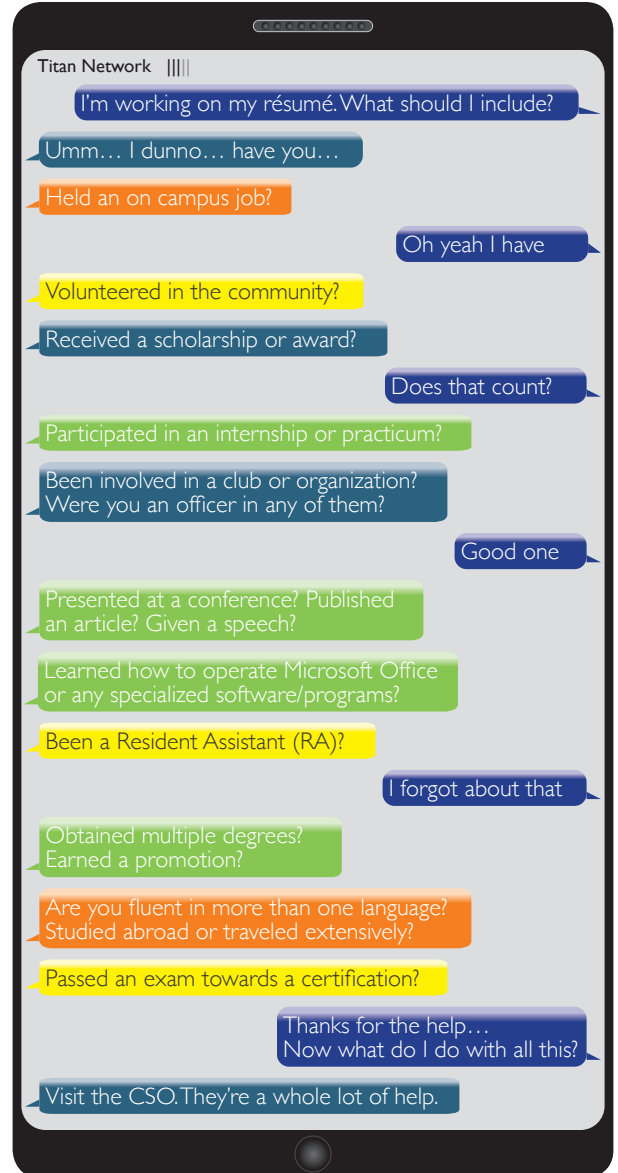 Titan Network
I'm working on my résumé. What should I include?
Umm… I dunno… have you…
Held an on campus job?
Oh yeah I have
Volunteered in the community?
Received a scholarship or award?
Does that count?
Participated in an internship or practicum?
Been involved in a club or organization?
Were you an officer in any of them?
Good one
Presented at a conference? Published
an article? Given a speech?
Learned how to operate Microsoft Office
or any specialized software/programs?
Been a Resident Assistant (RA)?
I forgot about that
Obtained multiple degrees?
Earned a promotion?
Are you fluent in more than one language?
Studied abroad or traveled extensively?
Passed an exam towards a certification?
Thanks for the help…
Now what do I do with all this?
Visit the CSO. They're a whole lot of help.